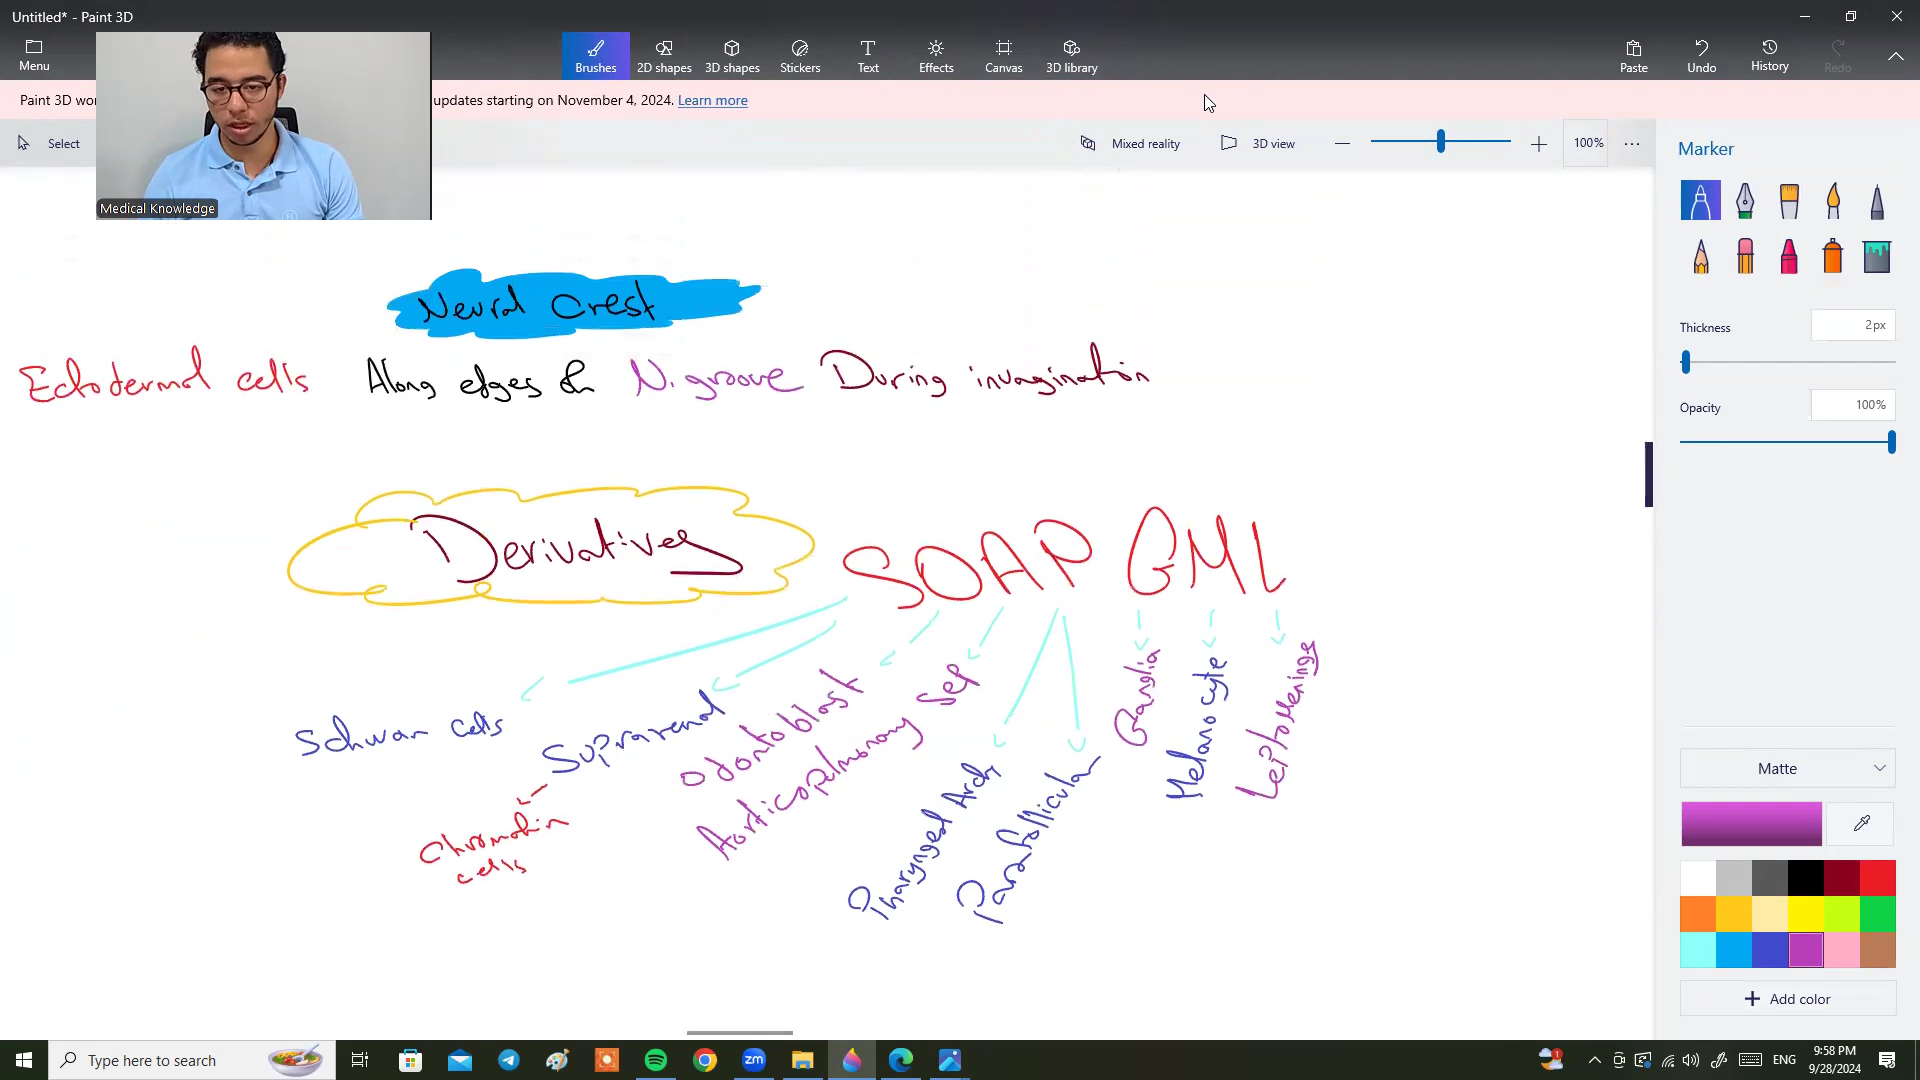 Untitled* - Paint 3D
Menu
Brushes
2D shapes
3D shapes
Stickers
Text
Effects
Canvas
3D library
Paste
Undo
History
Redo
Paint 3D wor
updates starting on November 4, 2024. Learn more
Select
Mixed reality
3D view
100%
Medical Knowledge
Marker
Thickness
2px
Opacity
100%
Matte
Add color
Neural Crest
Ectodermal cells Along edges of N. groove During invagination
Derivatives
SOAP GML
Schwan cells
Suprarenal
Chromafin
cells
Odontoblast
Aorticopulmonary Sep
Pharyngeal Arch
Parafollicular
Ganglia
Melanocyte
Leptomeninge
Type here to search
ENG
9:58 PM
9/28/2024